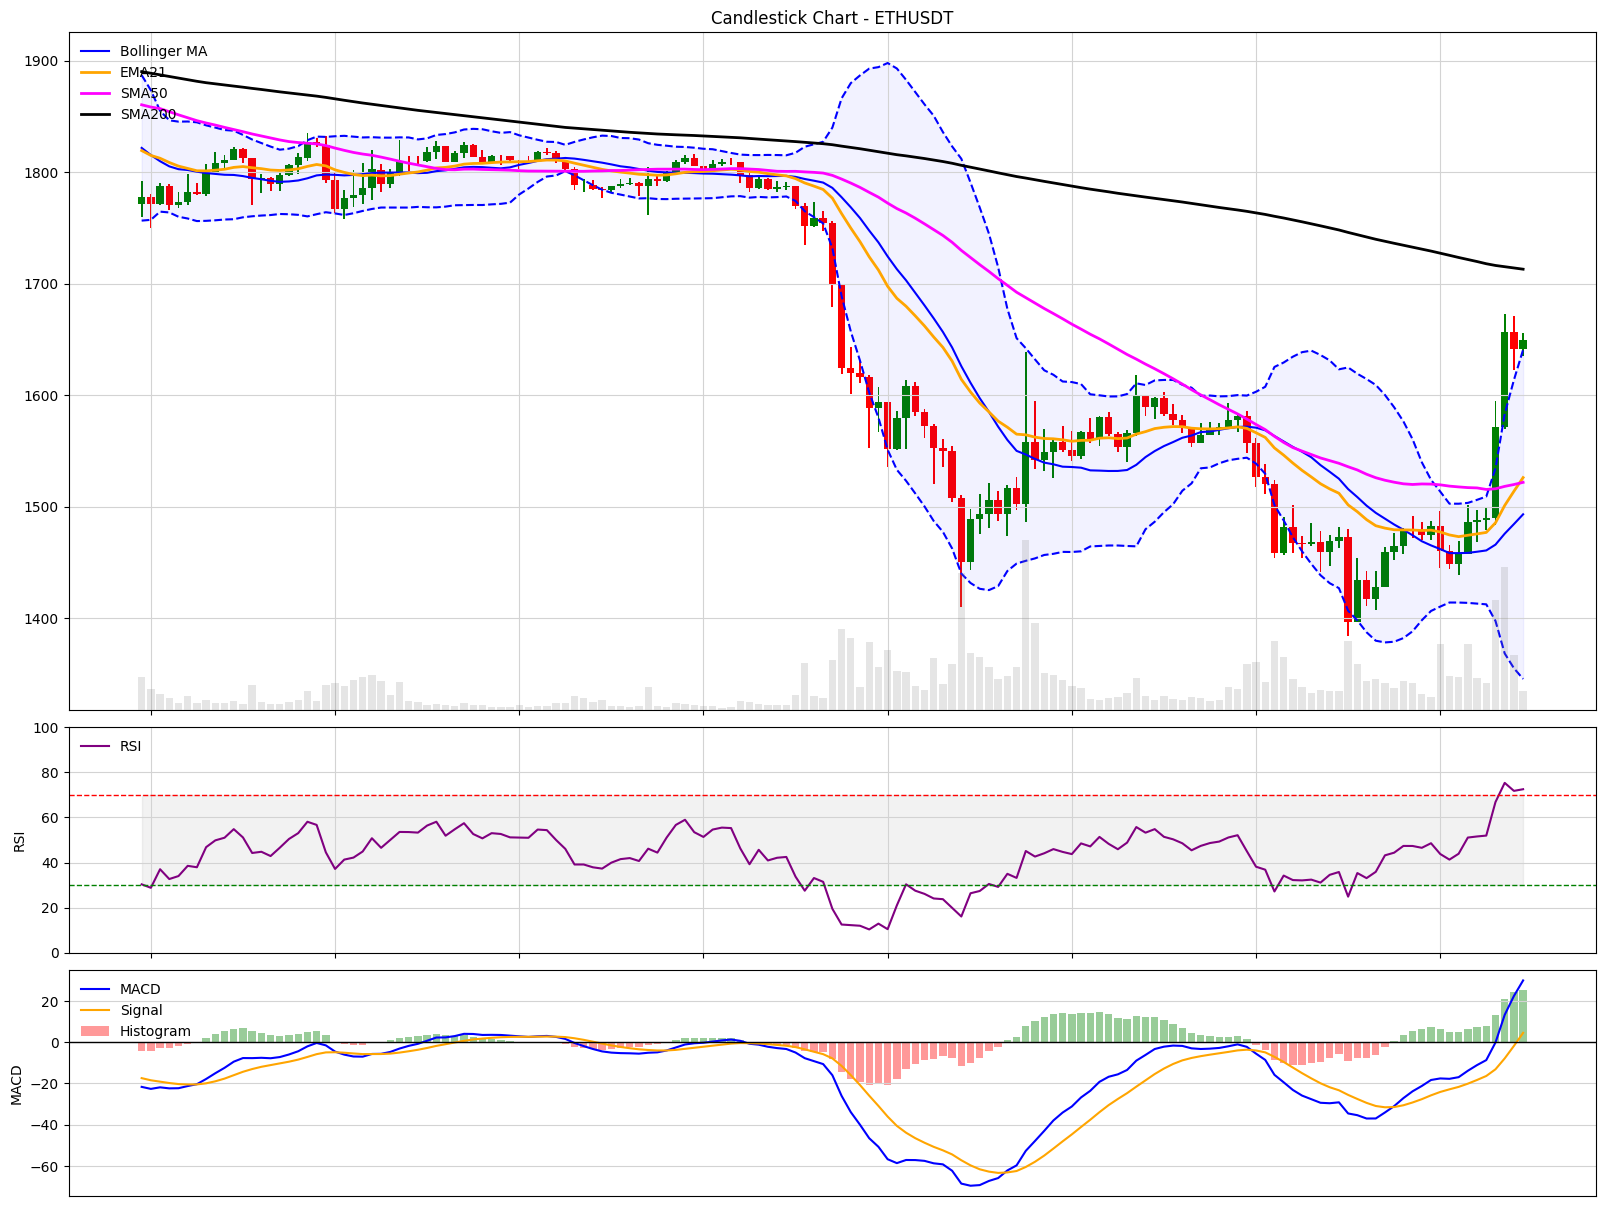 Candlestick Chart - ETHUSDT
Bollinger MA
EMA21
SMA50
SMA200
1900
1800
1700
1600
1500
1400
RSI
RSI
100
80
60
40
20
0
MACD
Signal
Histogram
MACD
20
0
−20
−40
−60